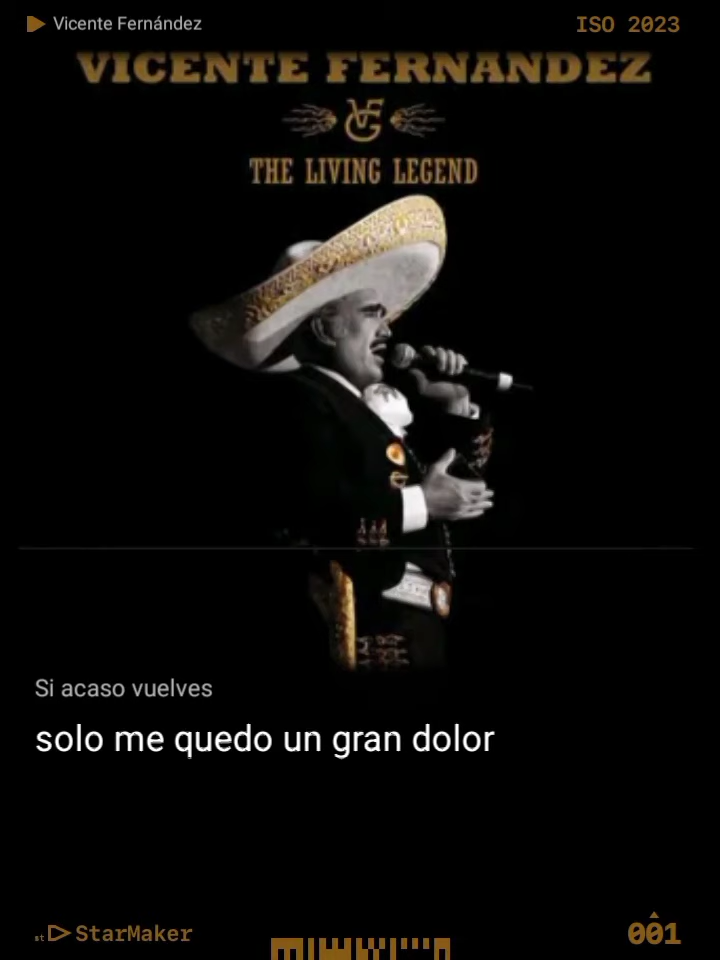 Vicente Fernández
ISO 2023
VICENTE FERNANDEZ
VF
THE LIVING LEGEND
Si acaso vuelves
solo me quedo un gran dolor
st StarMaker
001